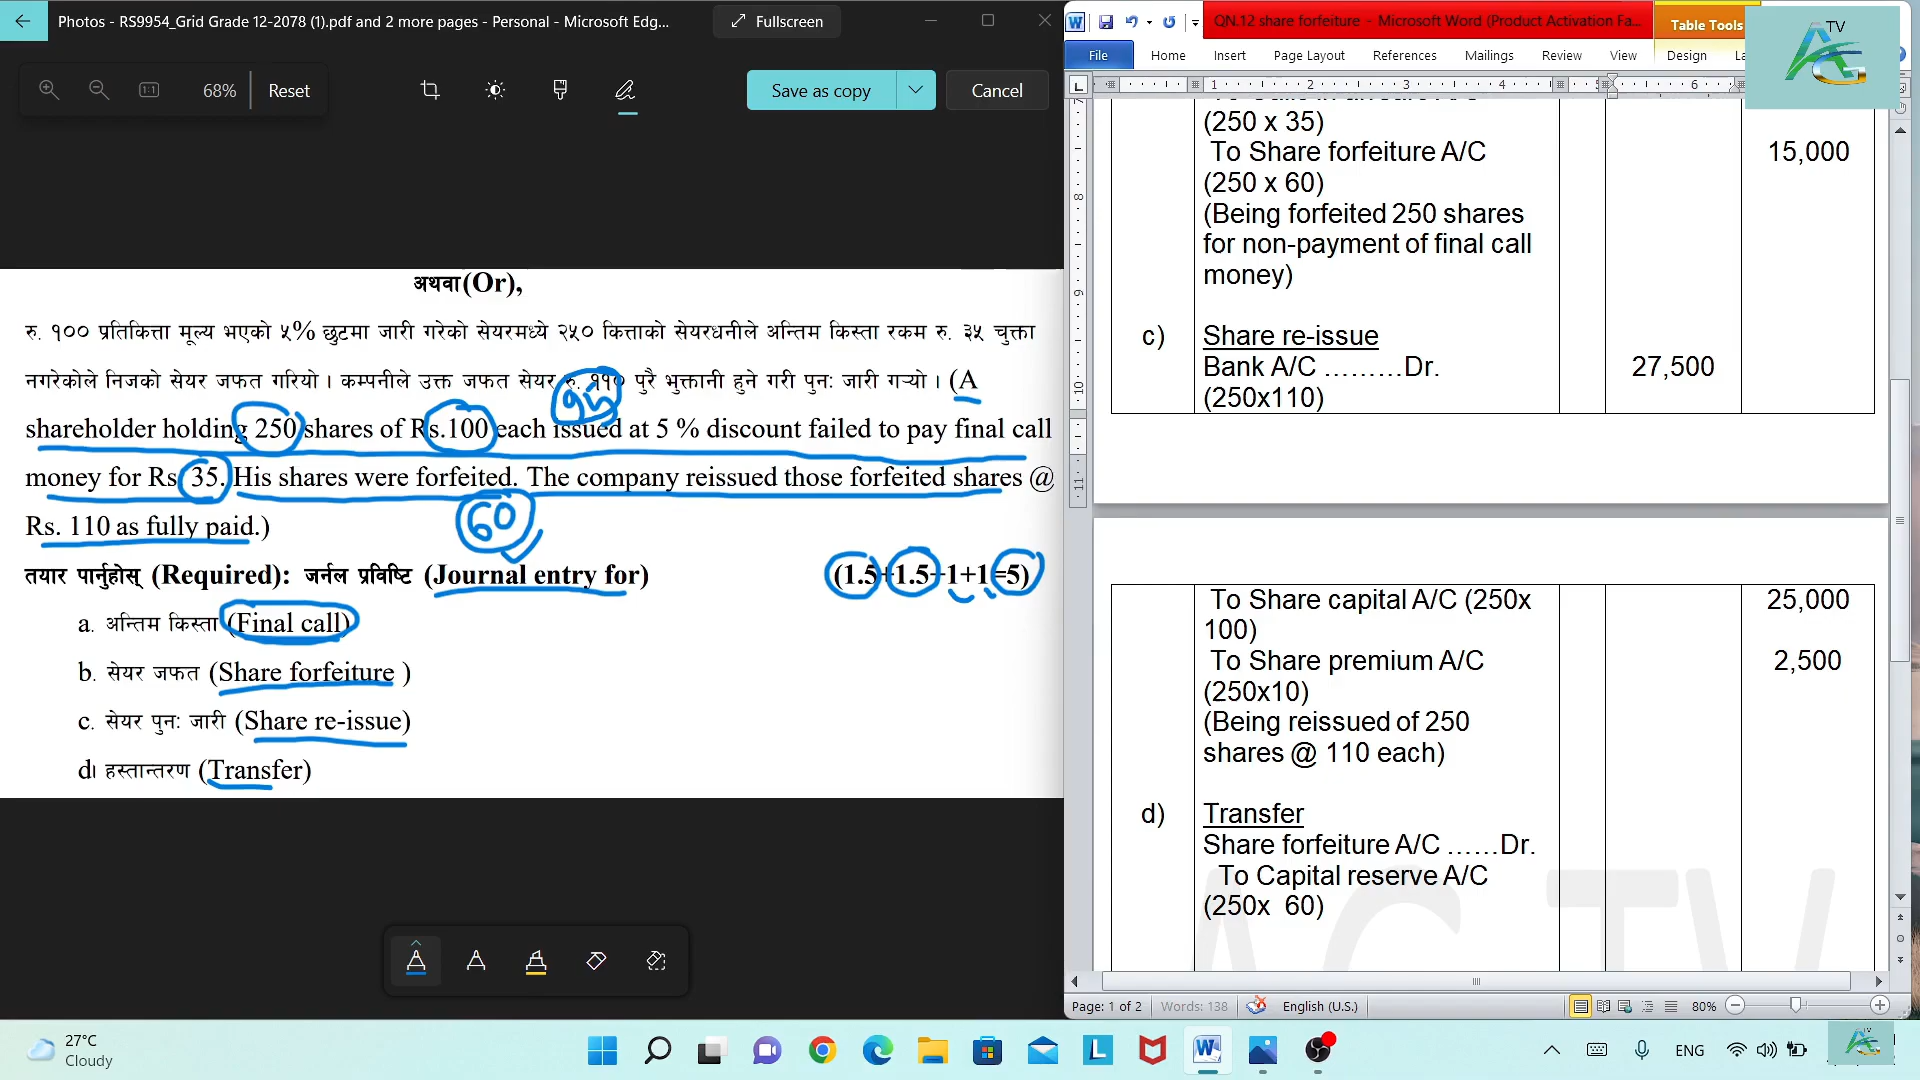 Photos - RS9954_Grid Grade 12-2078 (1).pdf and 2 more pages - Personal - Microsoft Edg...
Fullscreen
68%
Reset
Save as copy
Cancel
अथवा (Or),
रु. १०० प्रतिकित्ता मूल्य भएको ५% छुटमा जारी गरेको सेयरमध्ये २५० कित्ताको सेयरधनीले अन्तिम किस्ता रकम रु. ३५ चुक्ता
नगरेकोले निजको सेयर जफत गरियो । कम्पनीले उक्त जफत सेयर रु. ११० पुरै भुक्तानी हुने गरी पुनः जारी गऱ्यो । (A
95
shareholder holding 250 shares of Rs.100 each issued at 5 % discount failed to pay final call
money for Rs. 35. His shares were forfeited. The company reissued those forfeited shares @
60
Rs. 110 as fully paid.)
तयार पार्नुहोस् (Required): जर्नल प्रविष्टि (Journal entry for)
(1.5+1.5+1+1=5)
a. अन्तिम किस्ता (Final call)
b. सेयर जफत (Share forfeiture )
c. सेयर पुनः जारी (Share re-issue)
d। हस्तान्तरण (Transfer)
QN.12 share forfeiture - Microsoft Word (Product Activation Fa...
Table Tools
TV
File
Home
Insert
Page Layout
References
Mailings
Review
View
Design
(250 x 35)
To Share forfeiture A/C
15,000
(250 x 60)
(Being forfeited 250 shares
for non-payment of final call
money)
c)
Share re-issue
Bank A/C .........Dr.
27,500
(250x110)
To Share capital A/C (250x
25,000
100)
To Share premium A/C
2,500
(250x10)
(Being reissued of 250
shares @ 110 each)
d)
Transfer
Share forfeiture A/C ......Dr.
To Capital reserve A/C
(250x 60)
AC TV
Page: 1 of 2
Words: 138
English (U.S.)
80%
27°C
Cloudy
ENG